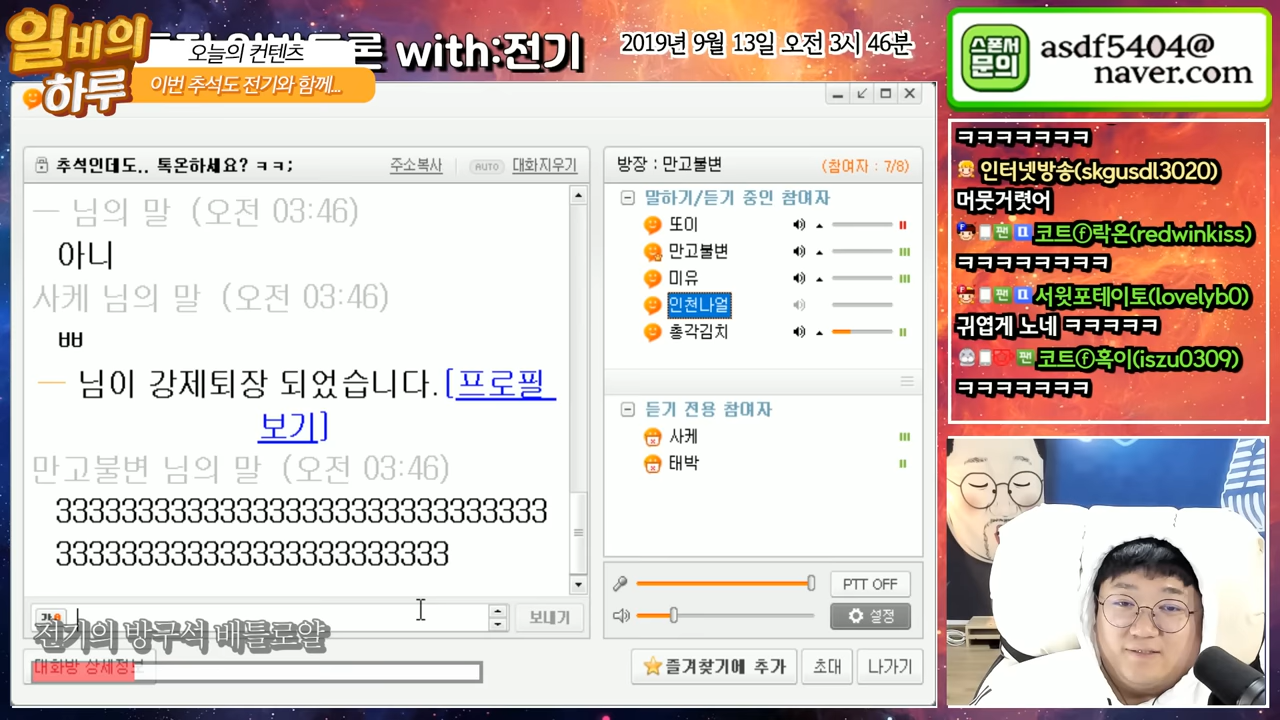 일비의
하루
오늘의 컨텐츠
이번 추석도 전기와 함께...
with:전기
2019년 9월 13일 오전 3시 46분
스폰서
문의
asdf5404@
naver.com
추석인데도.. 톡온하세요? ㅋㅋ;
주소복사
AUTO
대화지우기
ㅡ 님의 말 (오전 03:46)
아니
사케 님의 말 (오전 03:46)
ㅃ
ㅡ 님이 강제퇴장 되었습니다.[프로필
보기]
만고불변 님의 말 (오전 03:46)
333333333333333333333333333333
333333333333333333333333
보내기
전기의 방구석 배틀로얄
대화방 상세정보
방장 : 만고불변
(참여자 : 7/8)
말하기/듣기 중인 참여자
또이
만고불변
미유
인천나얼
총각김치
듣기 전용 참여자
사케
태박
PTT OFF
설정
즐겨찾기에 추가
초대
나가기
ㅋㅋㅋㅋㅋㅋㅋ
인터넷방송(skgusdl3020)
머뭇거렸어
팬
코트ⓕ락온(redwinkiss)
ㅋㅋㅋㅋㅋㅋㅋㅋ
팬
서윗포테이토(lovelyb0)
귀엽게 노네 ㅋㅋㅋㅋㅋ
팬
코트ⓕ혹이(iszu0309)
ㅋㅋㅋㅋㅋㅋㅋ